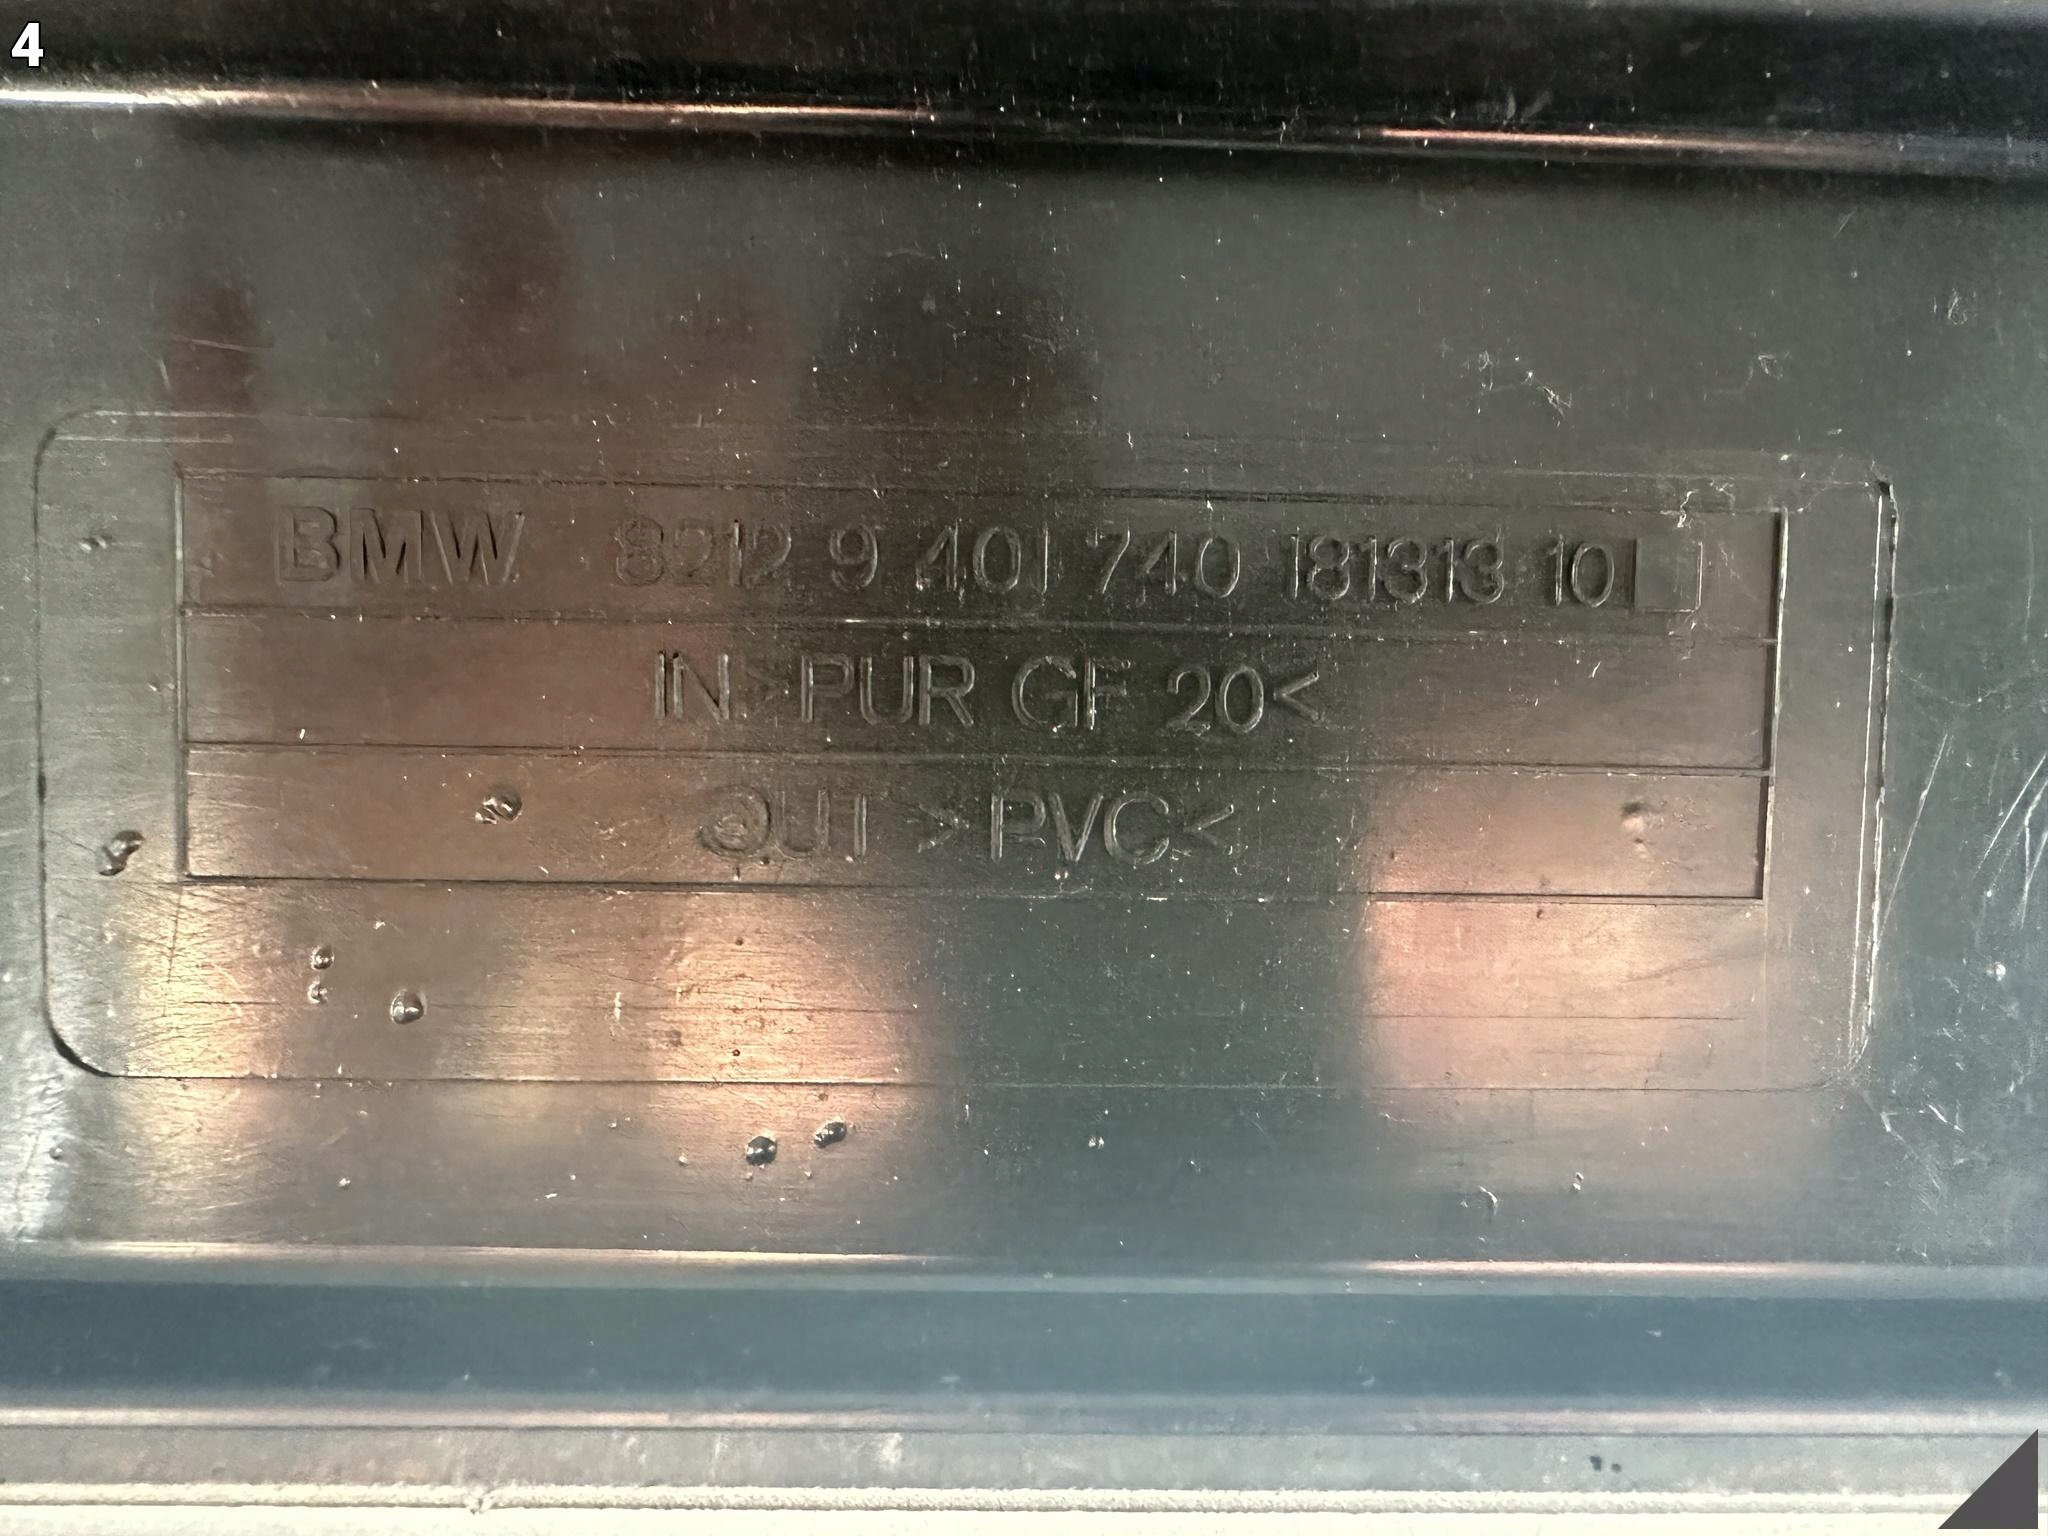 4
BMW 8212 9 401 740 181313 10
IN >PUR GF 20<
OUT >PVC<